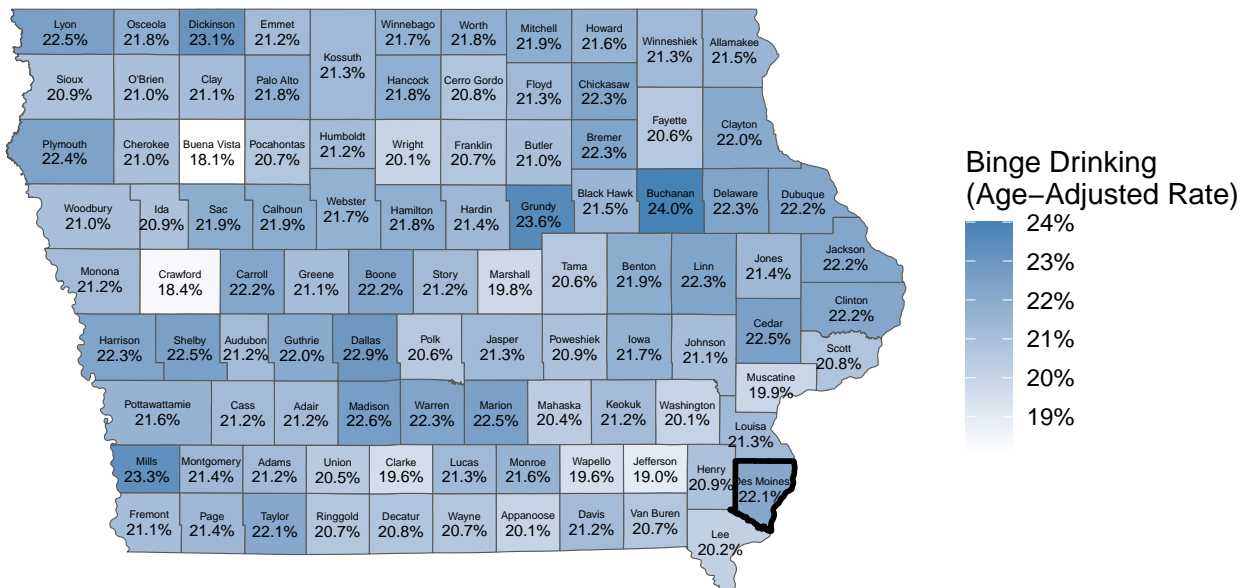 Lyon
22.5%
Osceola
21.8%
Dickinson
23.1%
Emmet
21.2%
Kossuth
21.3%
Winnebago
21.7%
Worth
21.8%
Mitchell
21.9%
Howard
21.6%
Winneshiek
21.3%
Allamakee
21.5%
Sioux
20.9%
O'Brien
21.0%
Clay
21.1%
Palo Alto
21.8%
Hancock
21.8%
Cerro Gordo
20.8%
Floyd
21.3%
Chickasaw
22.3%
Fayette
20.6%
Clayton
22.0%
Plymouth
22.4%
Cherokee
21.0%
Buena Vista
18.1%
Pocahontas
20.7%
Humboldt
21.2%
Wright
20.1%
Franklin
20.7%
Butler
21.0%
Bremer
22.3%
Woodbury
21.0%
Ida
20.9%
Sac
21.9%
Calhoun
21.9%
Webster
21.7%
Hamilton
21.8%
Hardin
21.4%
Grundy
23.6%
Black Hawk
21.5%
Buchanan
24.0%
Delaware
22.3%
Dubuque
22.2%
Monona
21.2%
Crawford
18.4%
Carroll
22.2%
Greene
21.1%
Boone
22.2%
Story
21.2%
Marshall
19.8%
Tama
20.6%
Benton
21.9%
Linn
22.3%
Jones
21.4%
Jackson
22.2%
Clinton
22.2%
Harrison
22.3%
Shelby
22.5%
Audubon
21.2%
Guthrie
22.0%
Dallas
22.9%
Polk
20.6%
Jasper
21.3%
Poweshiek
20.9%
Iowa
21.7%
Johnson
21.1%
Cedar
22.5%
Scott
20.8%
Muscatine
19.9%
Pottawattamie
21.6%
Cass
21.2%
Adair
21.2%
Madison
22.6%
Warren
22.3%
Marion
22.5%
Mahaska
20.4%
Keokuk
21.2%
Washington
20.1%
Louisa
21.3%
Mills
23.3%
Montgomery
21.4%
Adams
21.2%
Union
20.5%
Clarke
19.6%
Lucas
21.3%
Monroe
21.6%
Wapello
19.6%
Jefferson
19.0%
Henry
20.9%
Des Moines
22.1%
Fremont
21.1%
Page
21.4%
Taylor
22.1%
Ringgold
20.7%
Decatur
20.8%
Wayne
20.7%
Appanoose
20.1%
Davis
21.2%
Van Buren
20.7%
Lee
20.2%
Binge Drinking
(Age−Adjusted Rate)
24%
23%
22%
21%
20%
19%